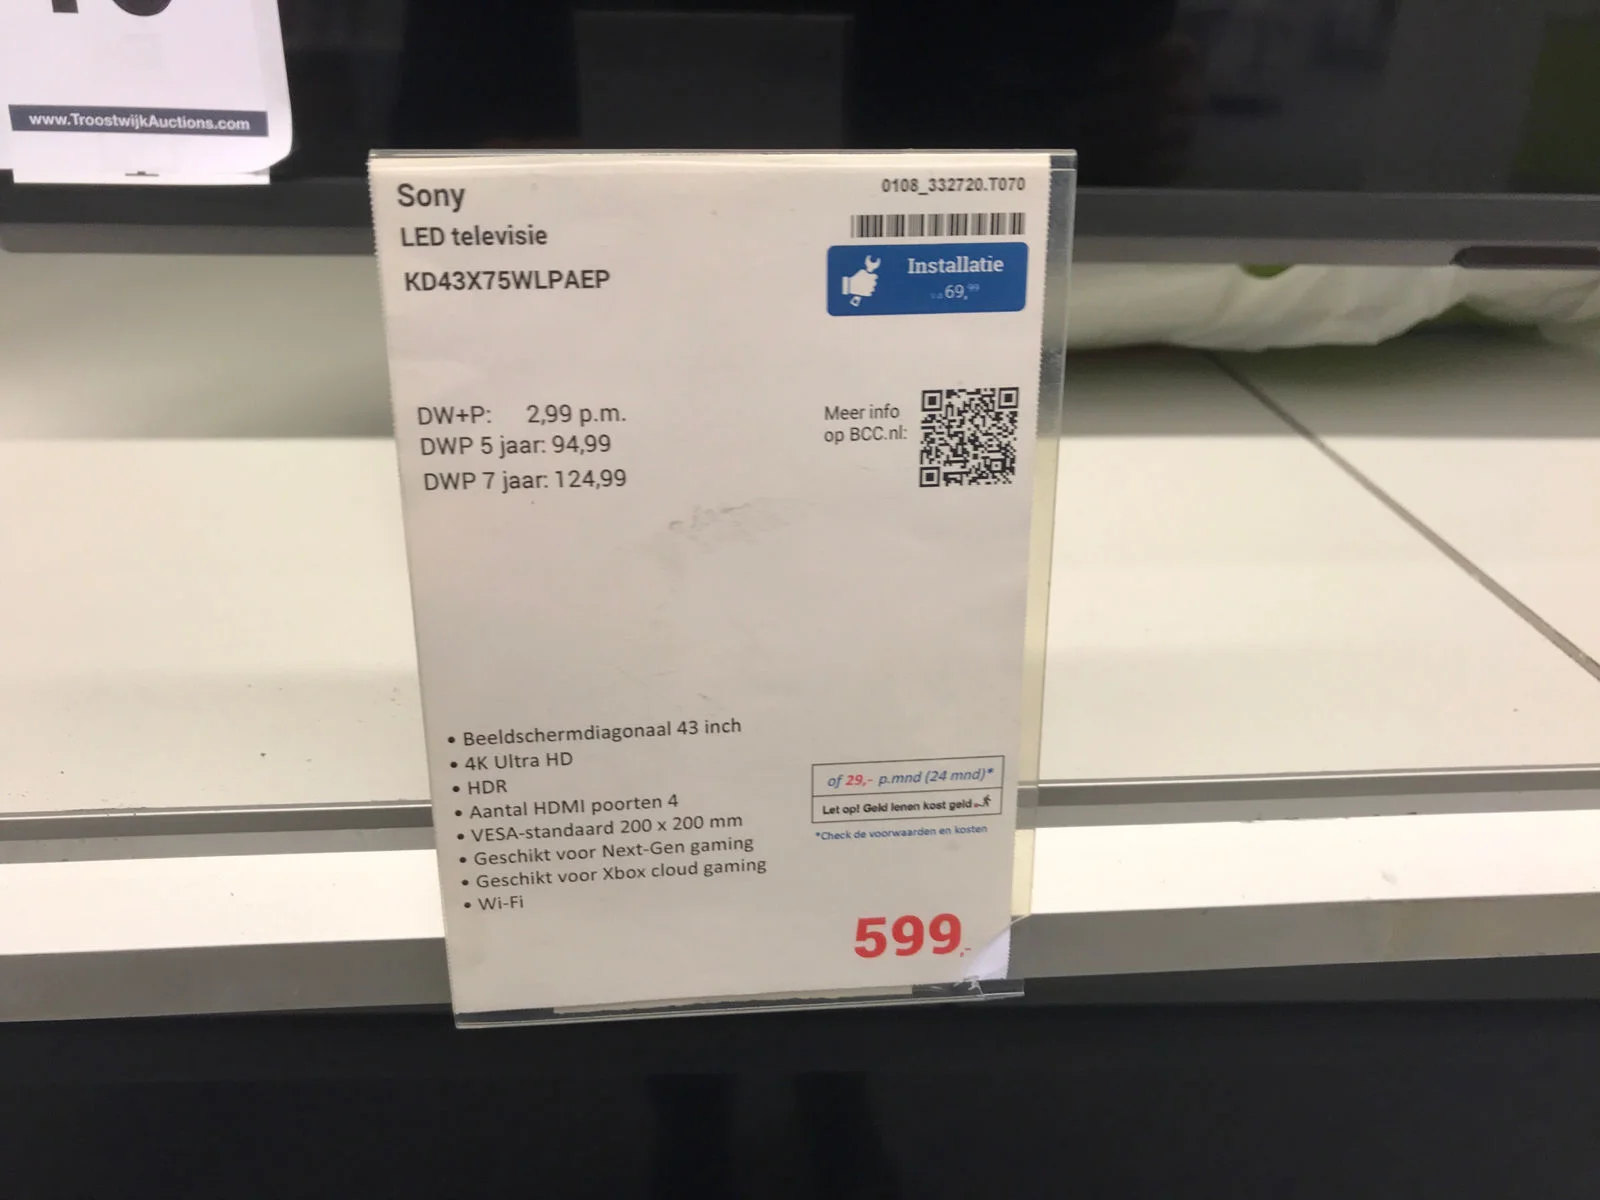 www.TroostwijkAuctions.com
Sony
0108_332720.T070
LED televisie
KD43X75WLPAEP
Installatie
v.a. 69,99
DW+P: 2,99 p.m.
DWP 5 jaar: 94,99
DWP 7 jaar: 124,99
Meer info
op BCC.nl:
• Beeldschermdiagonaal 43 inch
• 4K Ultra HD
• HDR
• Aantal HDMI poorten 4
• VESA-standaard 200 x 200 mm
• Geschikt voor Next-Gen gaming
• Geschikt voor Xbox cloud gaming
• Wi-Fi
of 29,- p.mnd (24 mnd)*
Let op! Geld lenen kost geld
*Check de voorwaarden en kosten
599,-